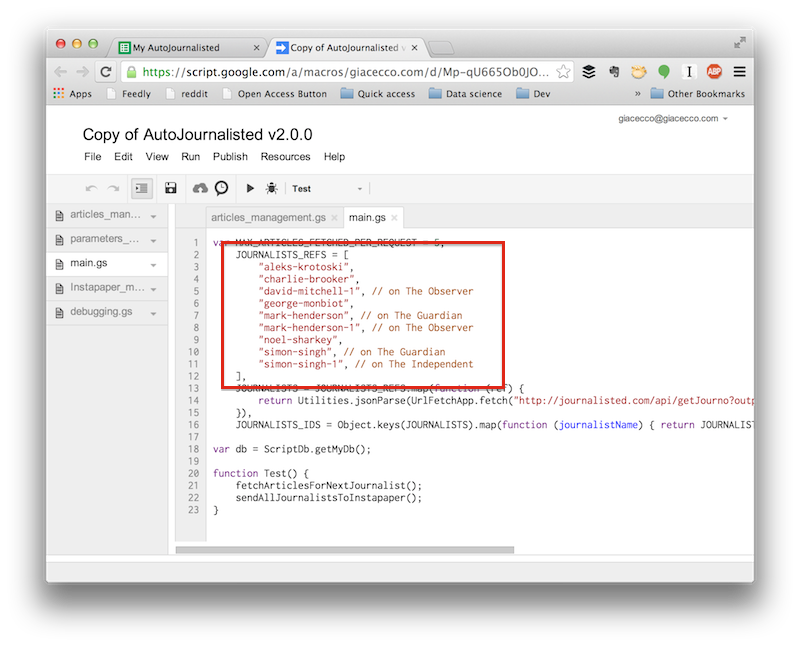 My AutoJournalisted
Copy of AutoJournalisted v
https://script.google.com/a/macros/giacecco.com/d/Mp-qU665Ob0JO...
ABP
Apps Feedly reddit Open Access Button Quick access Data science Dev » Other Bookmarks
giacecco@giacecco.com
Copy of AutoJournalisted v2.0.0
File Edit View Run Publish Resources Help
Test
articles_man...
parameters_...
main.gs
Instapaper_m...
debugging.gs
articles_management.gs main.gs
1 var MAX_ARTICLES_FETCHED_PER_REQUEST = 5,
2 JOURNALISTS_REFS = [
3 "aleks-krotoski",
4 "charlie-brooker",
5 "david-mitchell-1", // on The Observer
6 "george-monbiot",
7 "mark-henderson", // on The Guardian
8 "mark-henderson-1", // on The Observer
9 "noel-sharkey",
10 "simon-singh", // on The Guardian
11 "simon-singh-1", // on The Independent
12 ],
13 JOURNALISTS = JOURNALISTS_REFS.map(function (ref) {
14 return Utilities.jsonParse(UrlFetchApp.fetch("http://journalisted.com/api/getJourno?outp
15 }),
16 JOURNALISTS_IDS = Object.keys(JOURNALISTS).map(function (journalistName) { return JOURNALIST
17
18 var db = ScriptDb.getMyDb();
19
20 function Test() {
21 fetchArticlesForNextJournalist();
22 sendAllJournalistsToInstapaper();
23 }